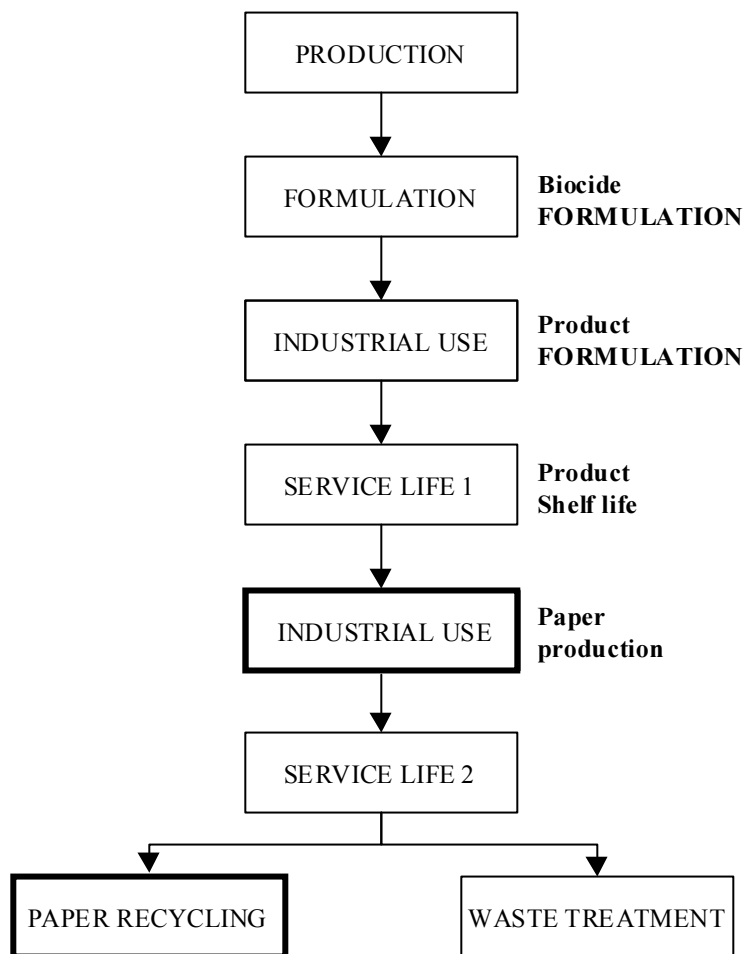 PRODUCTION
FORMULATION
Biocide
FORMULATION
INDUSTRIAL USE
Product
FORMULATION
SERVICE LIFE 1
Product
Shelf life
INDUSTRIAL USE
Paper
production
SERVICE LIFE 2
PAPER RECYCLING
WASTE TREATMENT